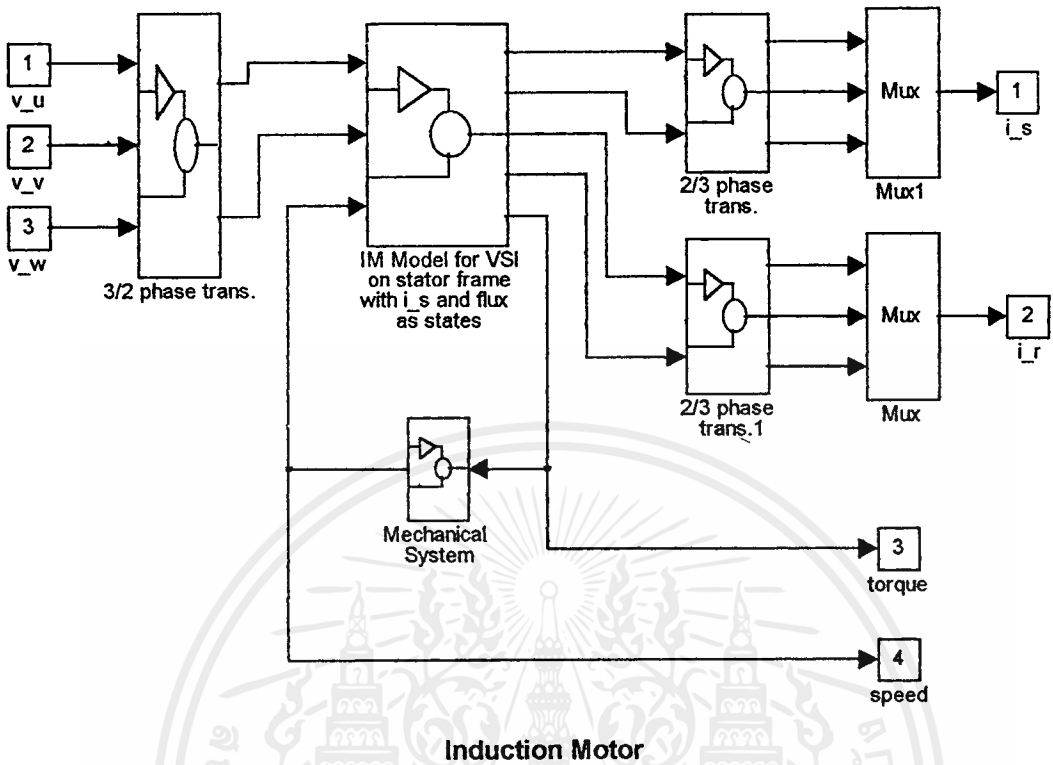 1
v_u
2
v_v
3
v_w
3/2 phase trans.
IM Model for VSI
on stator frame
with i_s and flux
as states
2/3 phase
trans.
Mux
Mux1
1
i_s
2/3 phase
trans.1
Mux
Mux
2
i_r
Mechanical
System
3
torque
4
speed
Induction Motor